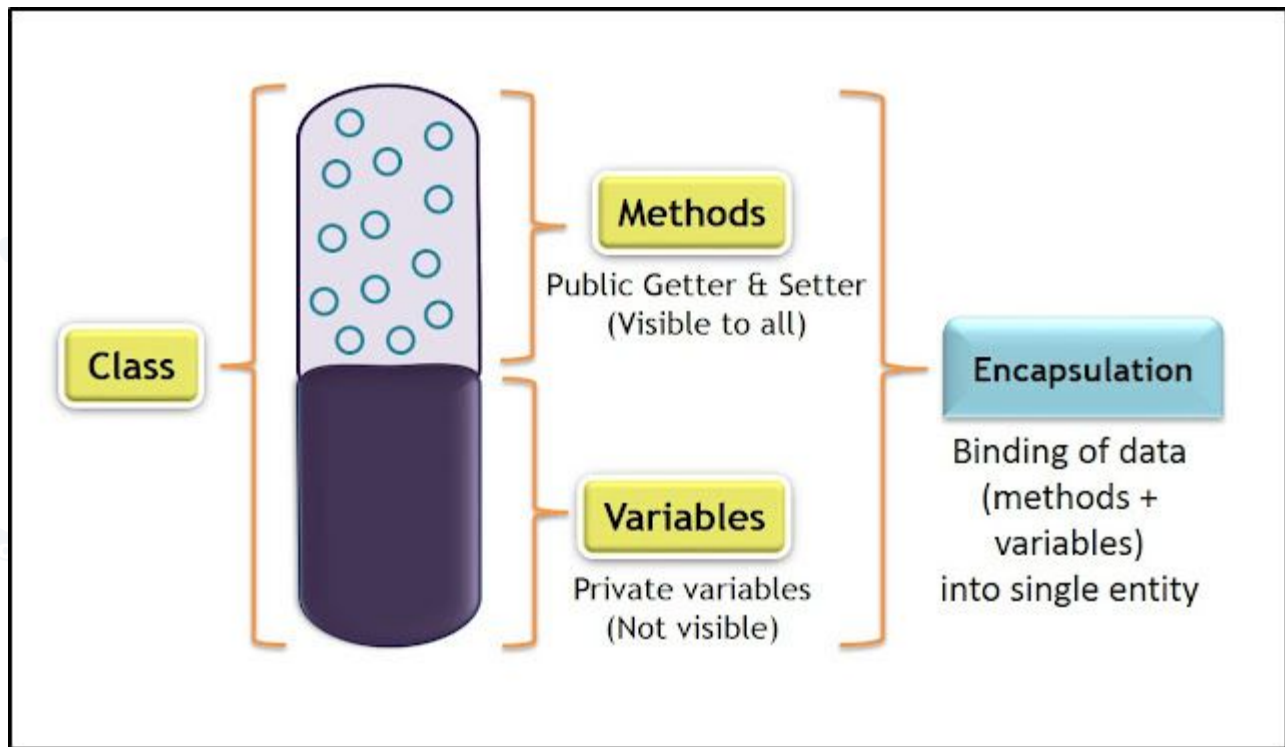 Class
Methods
Public Getter & Setter
(Visible to all)
Variables
Private variables
(Not visible)
Encapsulation
Binding of data
(methods +
variables)
into single entity